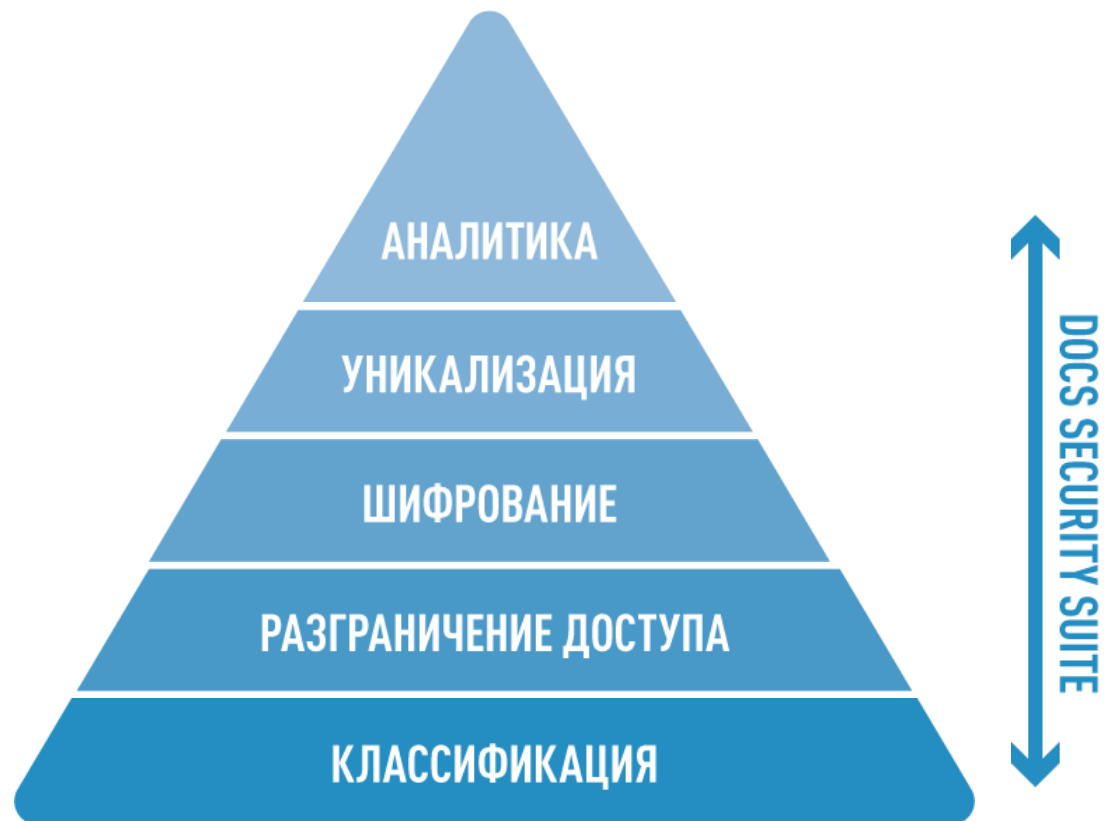 АНАЛИТИКА
УНИКАЛИЗАЦИЯ
ШИФРОВАНИЕ
РАЗГРАНИЧЕНИЕ ДОСТУПА
КЛАССИФИКАЦИЯ
DOCS SECURITY SUITE